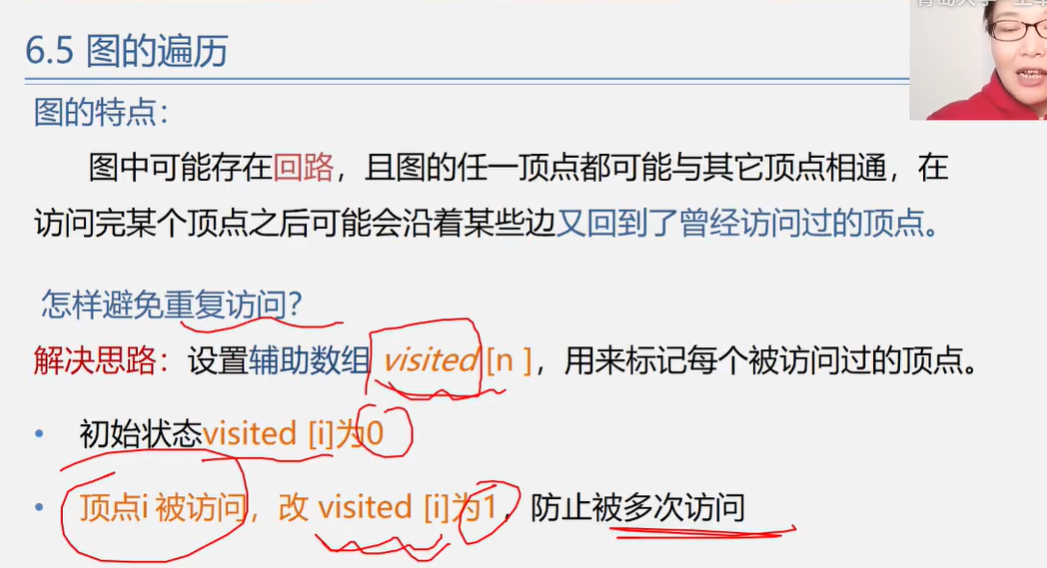 6.5 图的遍历
图的特点：
图中可能存在回路，且图的任一顶点都可能与其它顶点相通，在
访问完某个顶点之后可能会沿着某些边又回到了曾经访问过的顶点。
怎样避免重复访问？
解决思路：设置辅助数组 visited [n ]，用来标记每个被访问过的顶点。
• 初始状态visited [i]为0
• 顶点i 被访问，改 visited [i]为1，防止被多次访问